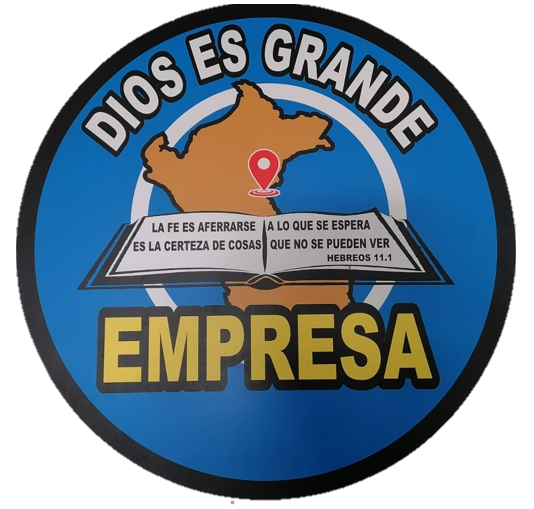 DIOS ES GRANDE
LA FE ES AFERRARSE A LO QUE SE ESPERA
ES LA CERTEZA DE COSAS QUE NO SE PUEDEN VER
HEBREOS 11.1
EMPRESA